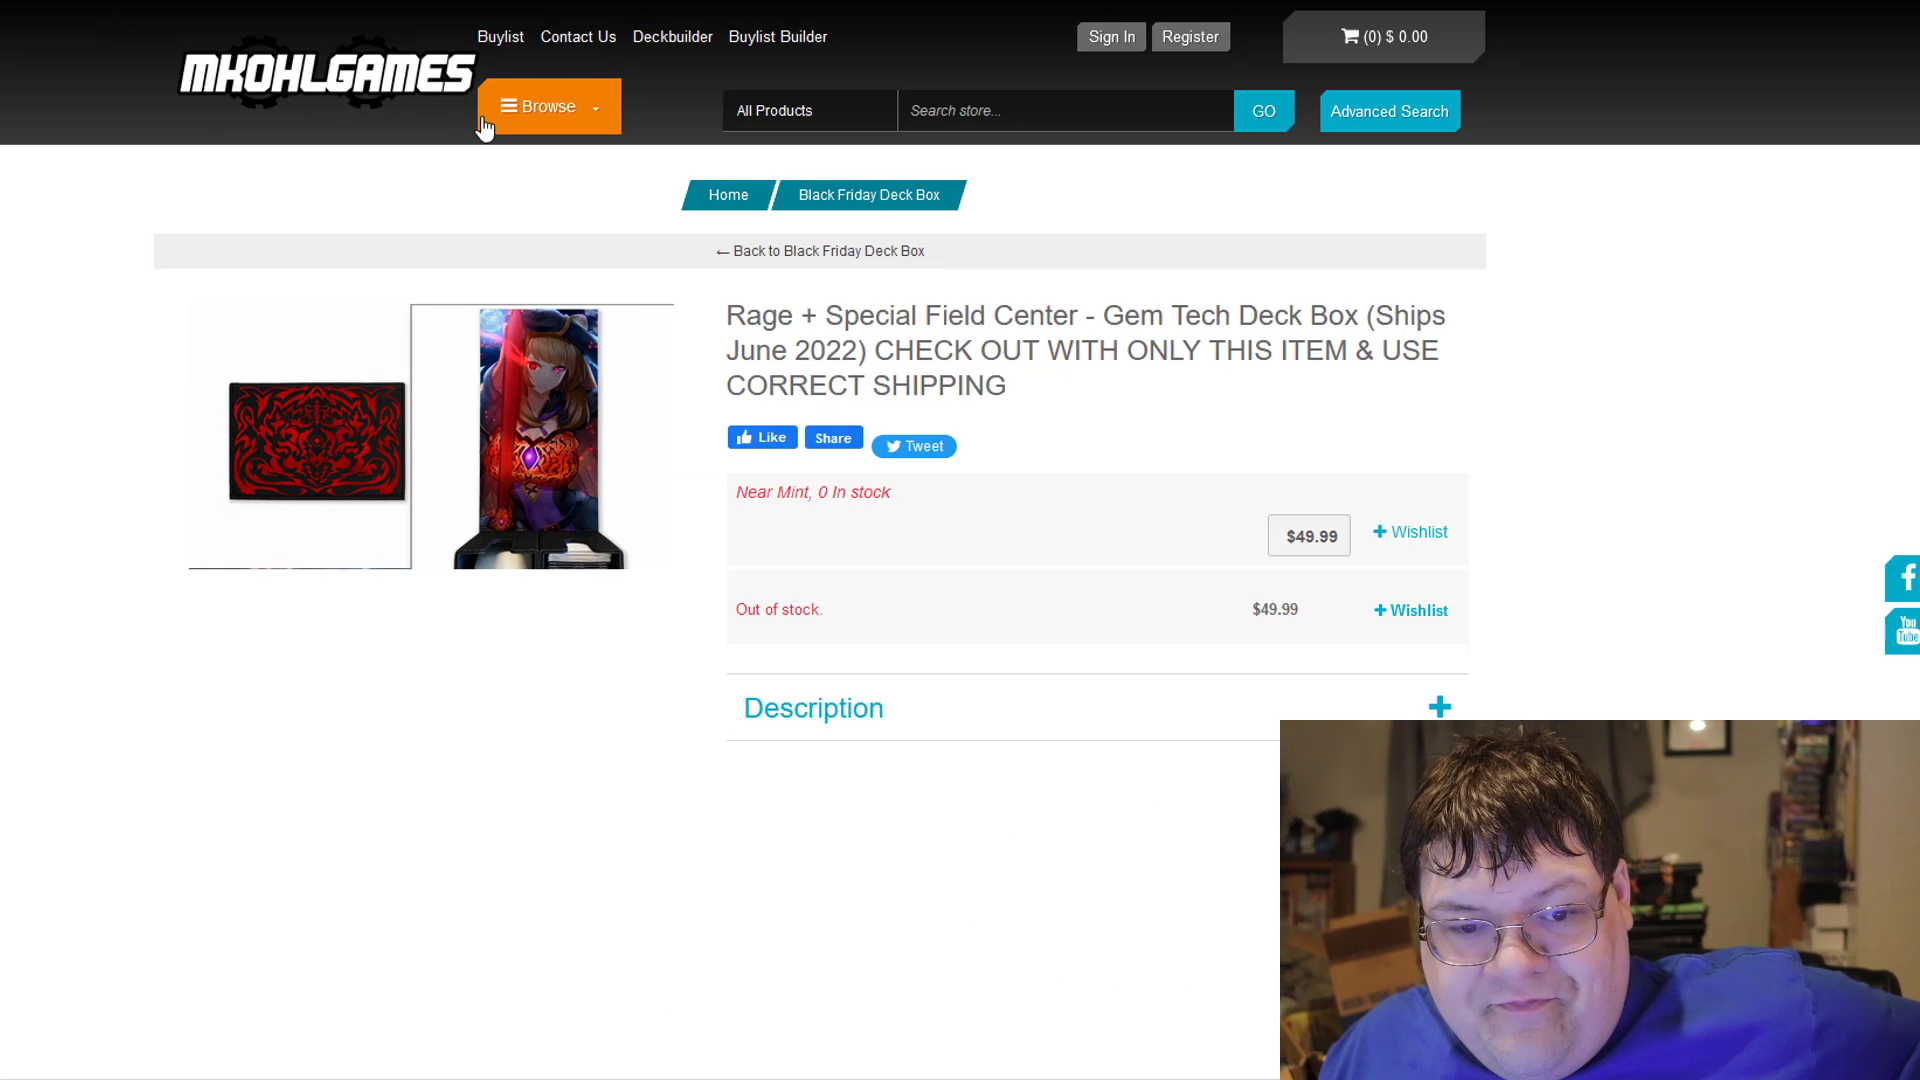 Buylist Contact Us Deckbuilder Buylist Builder
Sign In Register
(0) $ 0.00
MKOHLGAMES
Browse
All Products
Search store...
GO
Advanced Search
Home Black Friday Deck Box
← Back to Black Friday Deck Box
Rage + Special Field Center - Gem Tech Deck Box (Ships
June 2022) CHECK OUT WITH ONLY THIS ITEM & USE
CORRECT SHIPPING
Like Share Tweet
Near Mint, 0 In stock
$49.99 + Wishlist
Out of stock. $49.99 + Wishlist
Description +
f
You
Tube